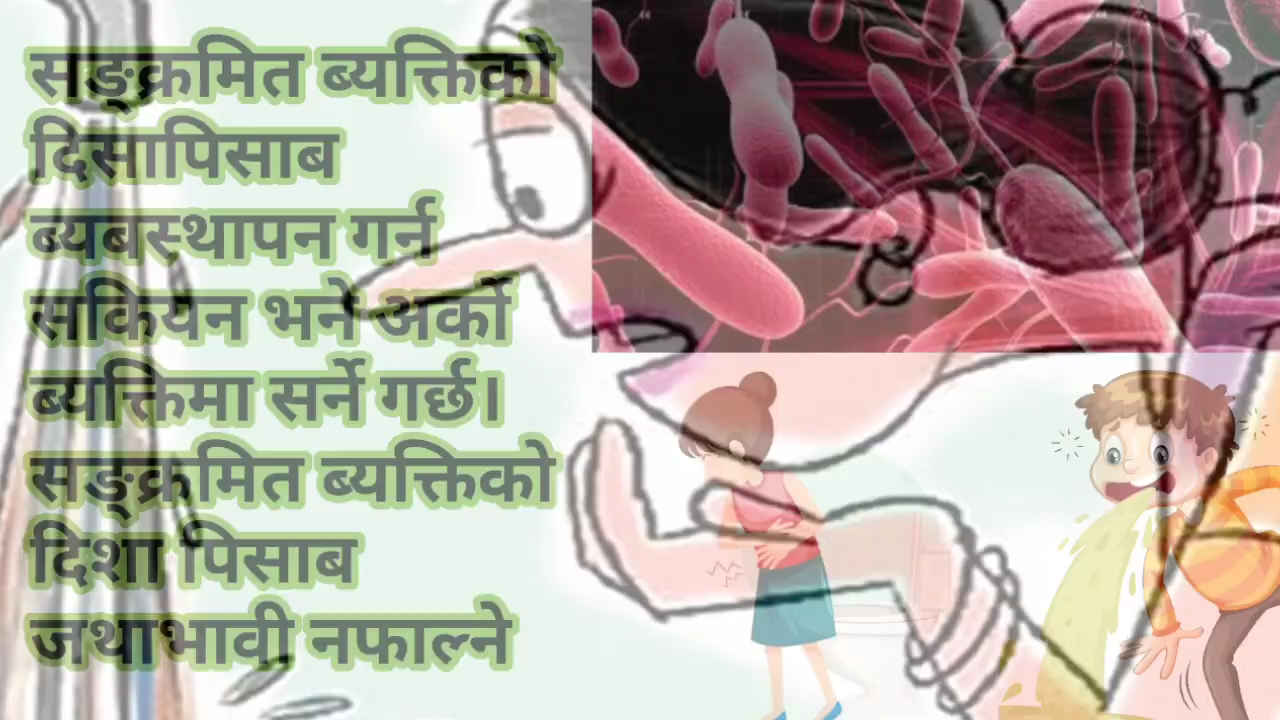 सङ्क्रमित ब्यक्तिको
दिसापिसाब
ब्यबस्थापन गर्न
सकियन भने अर्को
ब्यक्तिमा सर्ने गर्छ।
सङ्क्रमित ब्यक्तिको
दिशा पिसाब
जथाभावी नफाल्ने